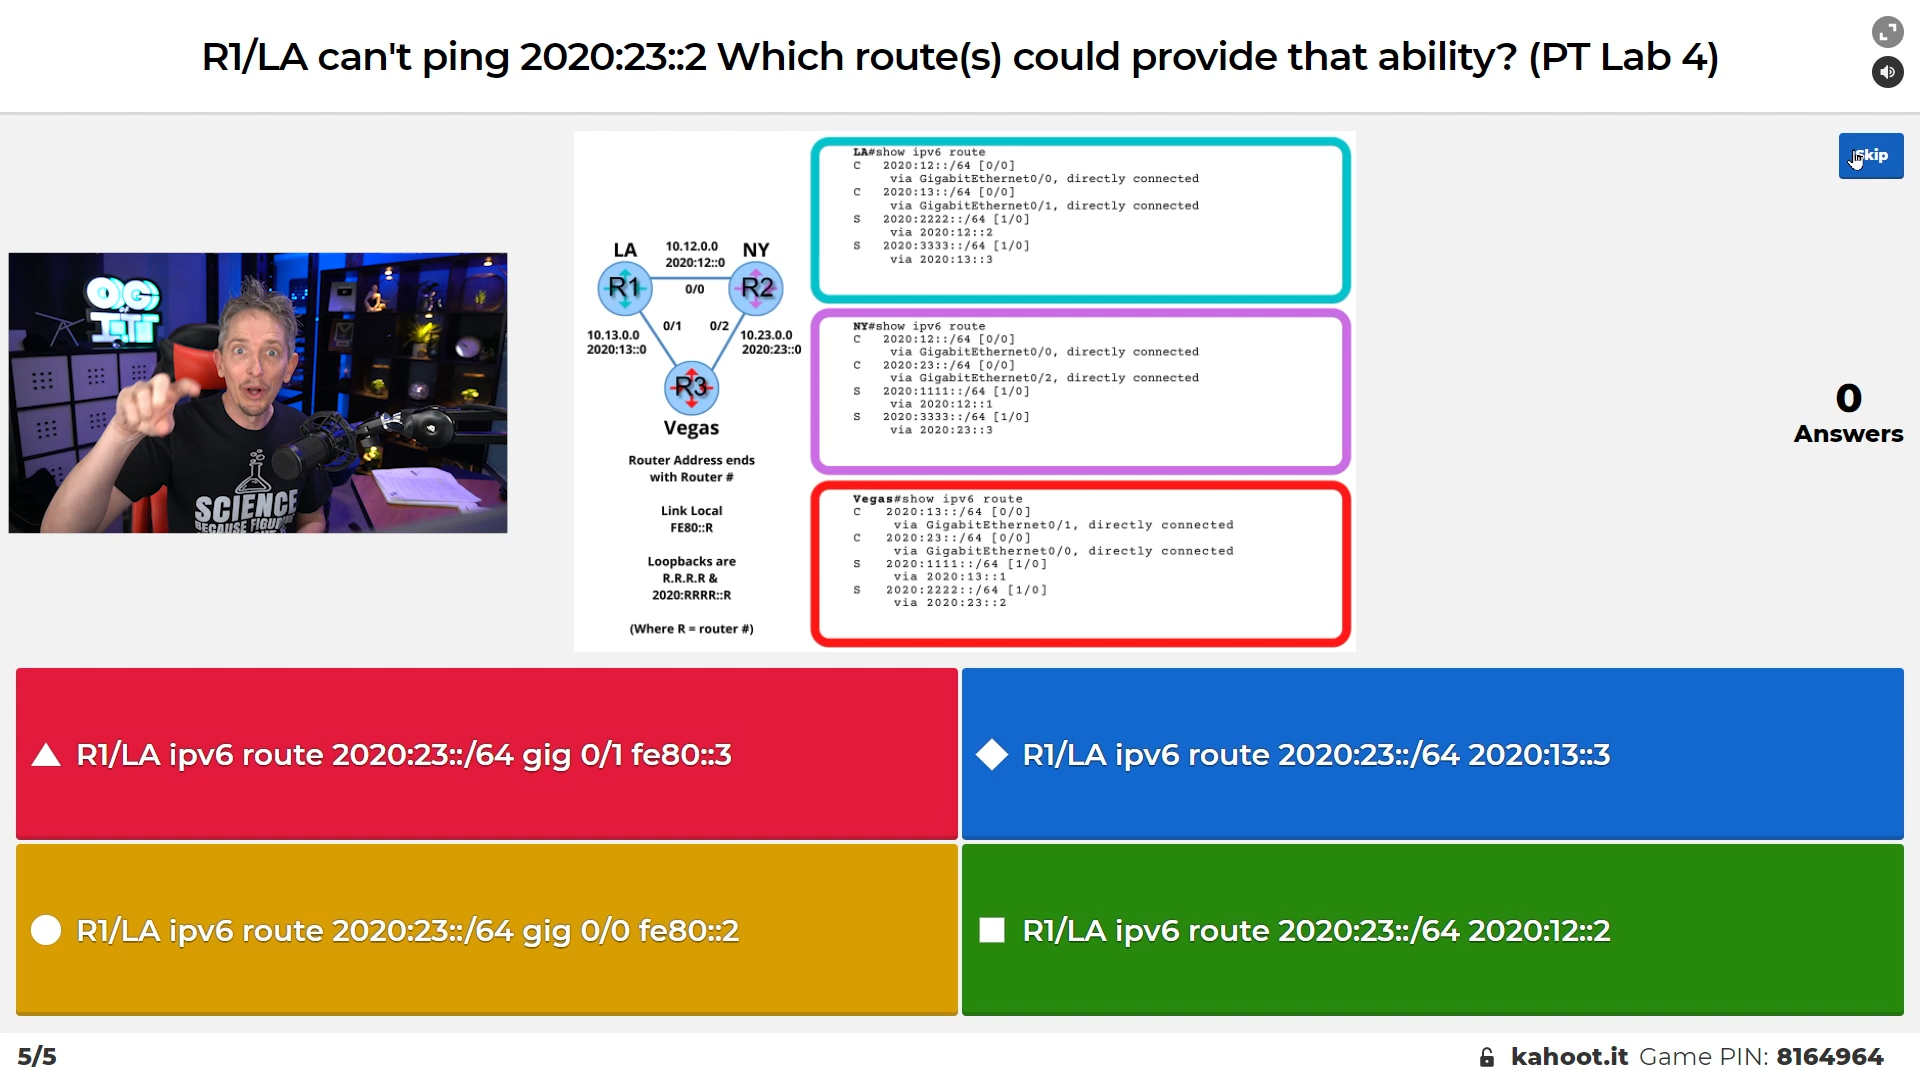 R1/LA can't ping 2020:23::2 Which route(s) could provide that ability? (PT Lab 4)
Skip
LA#show ipv6 route
C 2020:12::/64 [0/0]
via GigabitEthernet0/0, directly connected
C 2020:13::/64 [0/0]
via GigabitEthernet0/1, directly connected
S 2020:2222::/64 [1/0]
via 2020:12::2
S 2020:3333::/64 [1/0]
via 2020:13::3
LA
10.12.0.0
2020:12::0
NY
R1
R2
0/0
0/1
0/2
10.13.0.0
2020:13::0
10.23.0.0
2020:23::0
R3
Vegas
Router Address ends
with Router #
Link Local
FE80::R
Loopbacks are
R.R.R.R &
2020:RRRR::R
(Where R = router #)
NY#show ipv6 route
C 2020:12::/64 [0/0]
via GigabitEthernet0/0, directly connected
C 2020:23::/64 [0/0]
via GigabitEthernet0/2, directly connected
S 2020:1111::/64 [1/0]
via 2020:12::1
S 2020:3333::/64 [1/0]
via 2020:23::3
Vegas#show ipv6 route
C 2020:13::/64 [0/0]
via GigabitEthernet0/1, directly connected
C 2020:23::/64 [0/0]
via GigabitEthernet0/0, directly connected
S 2020:1111::/64 [1/0]
via 2020:13::1
S 2020:2222::/64 [1/0]
via 2020:23::2
OG
IT
SCIENCE
BECAUSE
0
Answers
R1/LA ipv6 route 2020:23::/64 gig 0/1 fe80::3
R1/LA ipv6 route 2020:23::/64 2020:13::3
R1/LA ipv6 route 2020:23::/64 gig 0/0 fe80::2
R1/LA ipv6 route 2020:23::/64 2020:12::2
5/5
kahoot.it Game PIN: 8164964